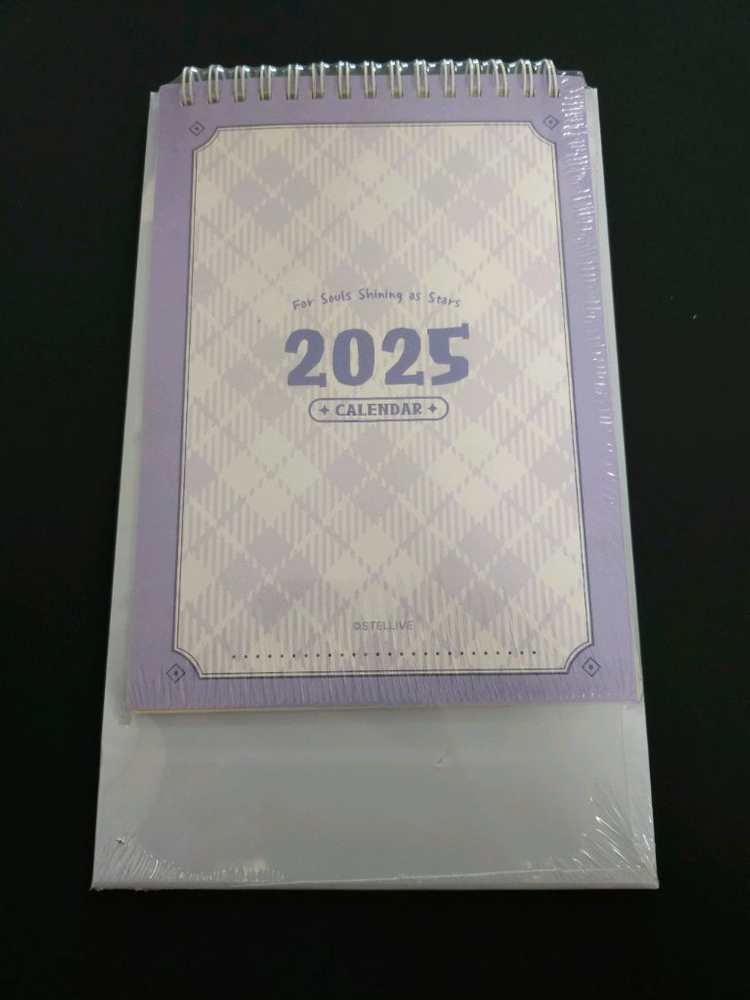 For Souls Shining as Stars
2025
CALENDAR
©STELLIVE